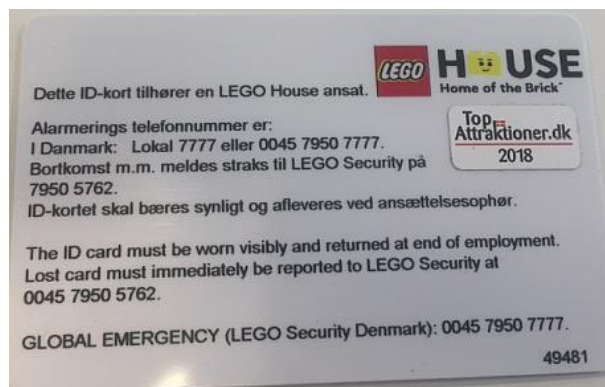 LEGO HOUSE
Home of the Brick
Dette ID-kort tilhører en LEGO House ansat.
Top
Attraktioner.dk
2018
Alarmerings telefonnummer er:
I Danmark: Lokal 7777 eller 0045 7950 7777.
Bortkomst m.m. meldes straks til LEGO Security på
7950 5762.
ID-kortet skal bæres synligt og afleveres ved ansættelsesophør.
The ID card must be worn visibly and returned at end of employment.
Lost card must immediately be reported to LEGO Security at
0045 7950 5762.
GLOBAL EMERGENCY (LEGO Security Denmark): 0045 7950 7777.
49481